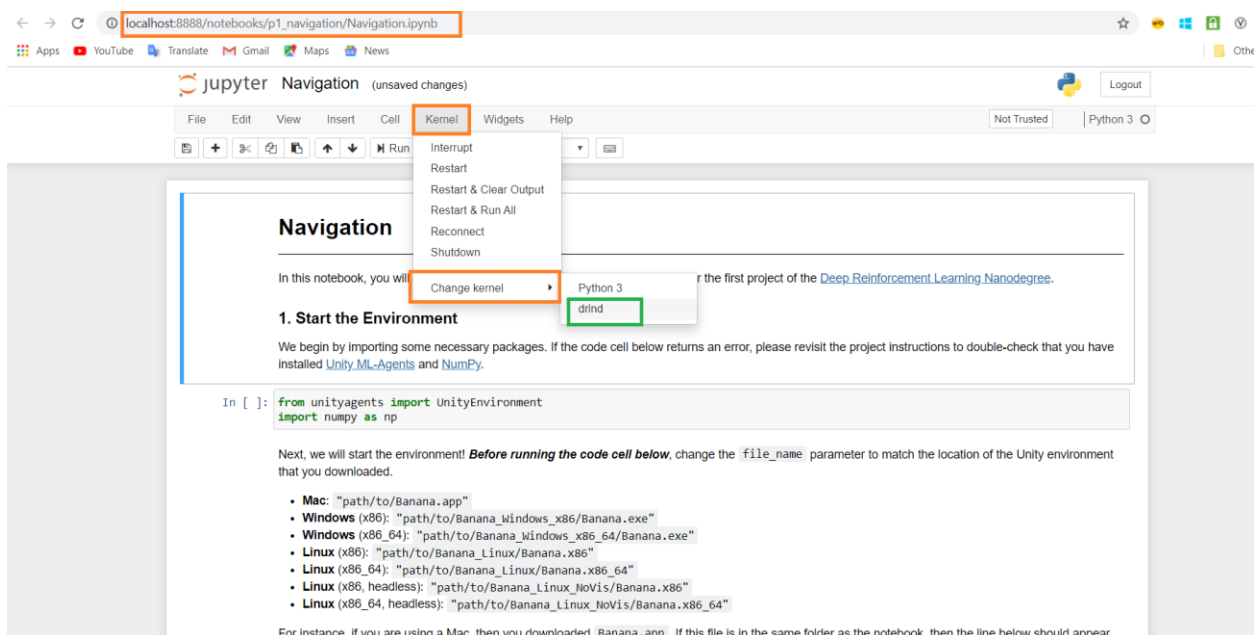 localhost:8888/notebooks/p1_navigation/Navigation.ipynb
Apps YouTube Translate Gmail Maps News Othe
jupyter Navigation (unsaved changes) Logout
File Edit View Insert Cell Kernel Widgets Help Not Trusted Python 3
Run
Interrupt
Restart
Restart & Clear Output
Restart & Run All
Reconnect
Shutdown
Change kernel
Python 3
drlnd
Navigation
In this notebook, you will r the first project of the Deep Reinforcement Learning Nanodegree.
1. Start the Environment
We begin by importing some necessary packages. If the code cell below returns an error, please revisit the project instructions to double-check that you have
installed Unity ML-Agents and NumPy.
In [ ]: from unityagents import UnityEnvironment
import numpy as np
Next, we will start the environment! Before running the code cell below, change the file_name parameter to match the location of the Unity environment
that you downloaded.
• Mac: "path/to/Banana.app"
• Windows (x86): "path/to/Banana_Windows_x86/Banana.exe"
• Windows (x86_64): "path/to/Banana_Windows_x86_64/Banana.exe"
• Linux (x86): "path/to/Banana_Linux/Banana.x86"
• Linux (x86_64): "path/to/Banana_Linux/Banana.x86_64"
• Linux (x86, headless): "path/to/Banana_Linux_NoVis/Banana.x86"
• Linux (x86_64, headless): "path/to/Banana_Linux_NoVis/Banana.x86_64"
For instance, if you are using a Mac, then you downloaded Banana.app. If this file is in the same folder as the notebook, then the line below should appear